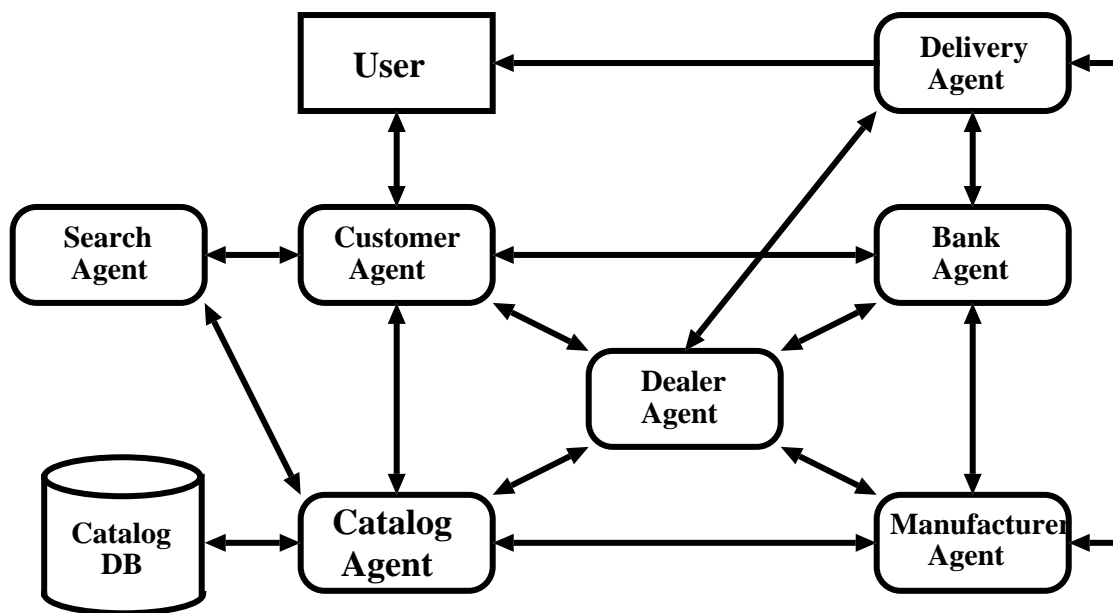 User
Delivery
Agent
Search
Agent
Customer
Agent
Bank
Agent
Dealer
Agent
Catalog
DB
Catalog
Agent
Manufacturer
Agent